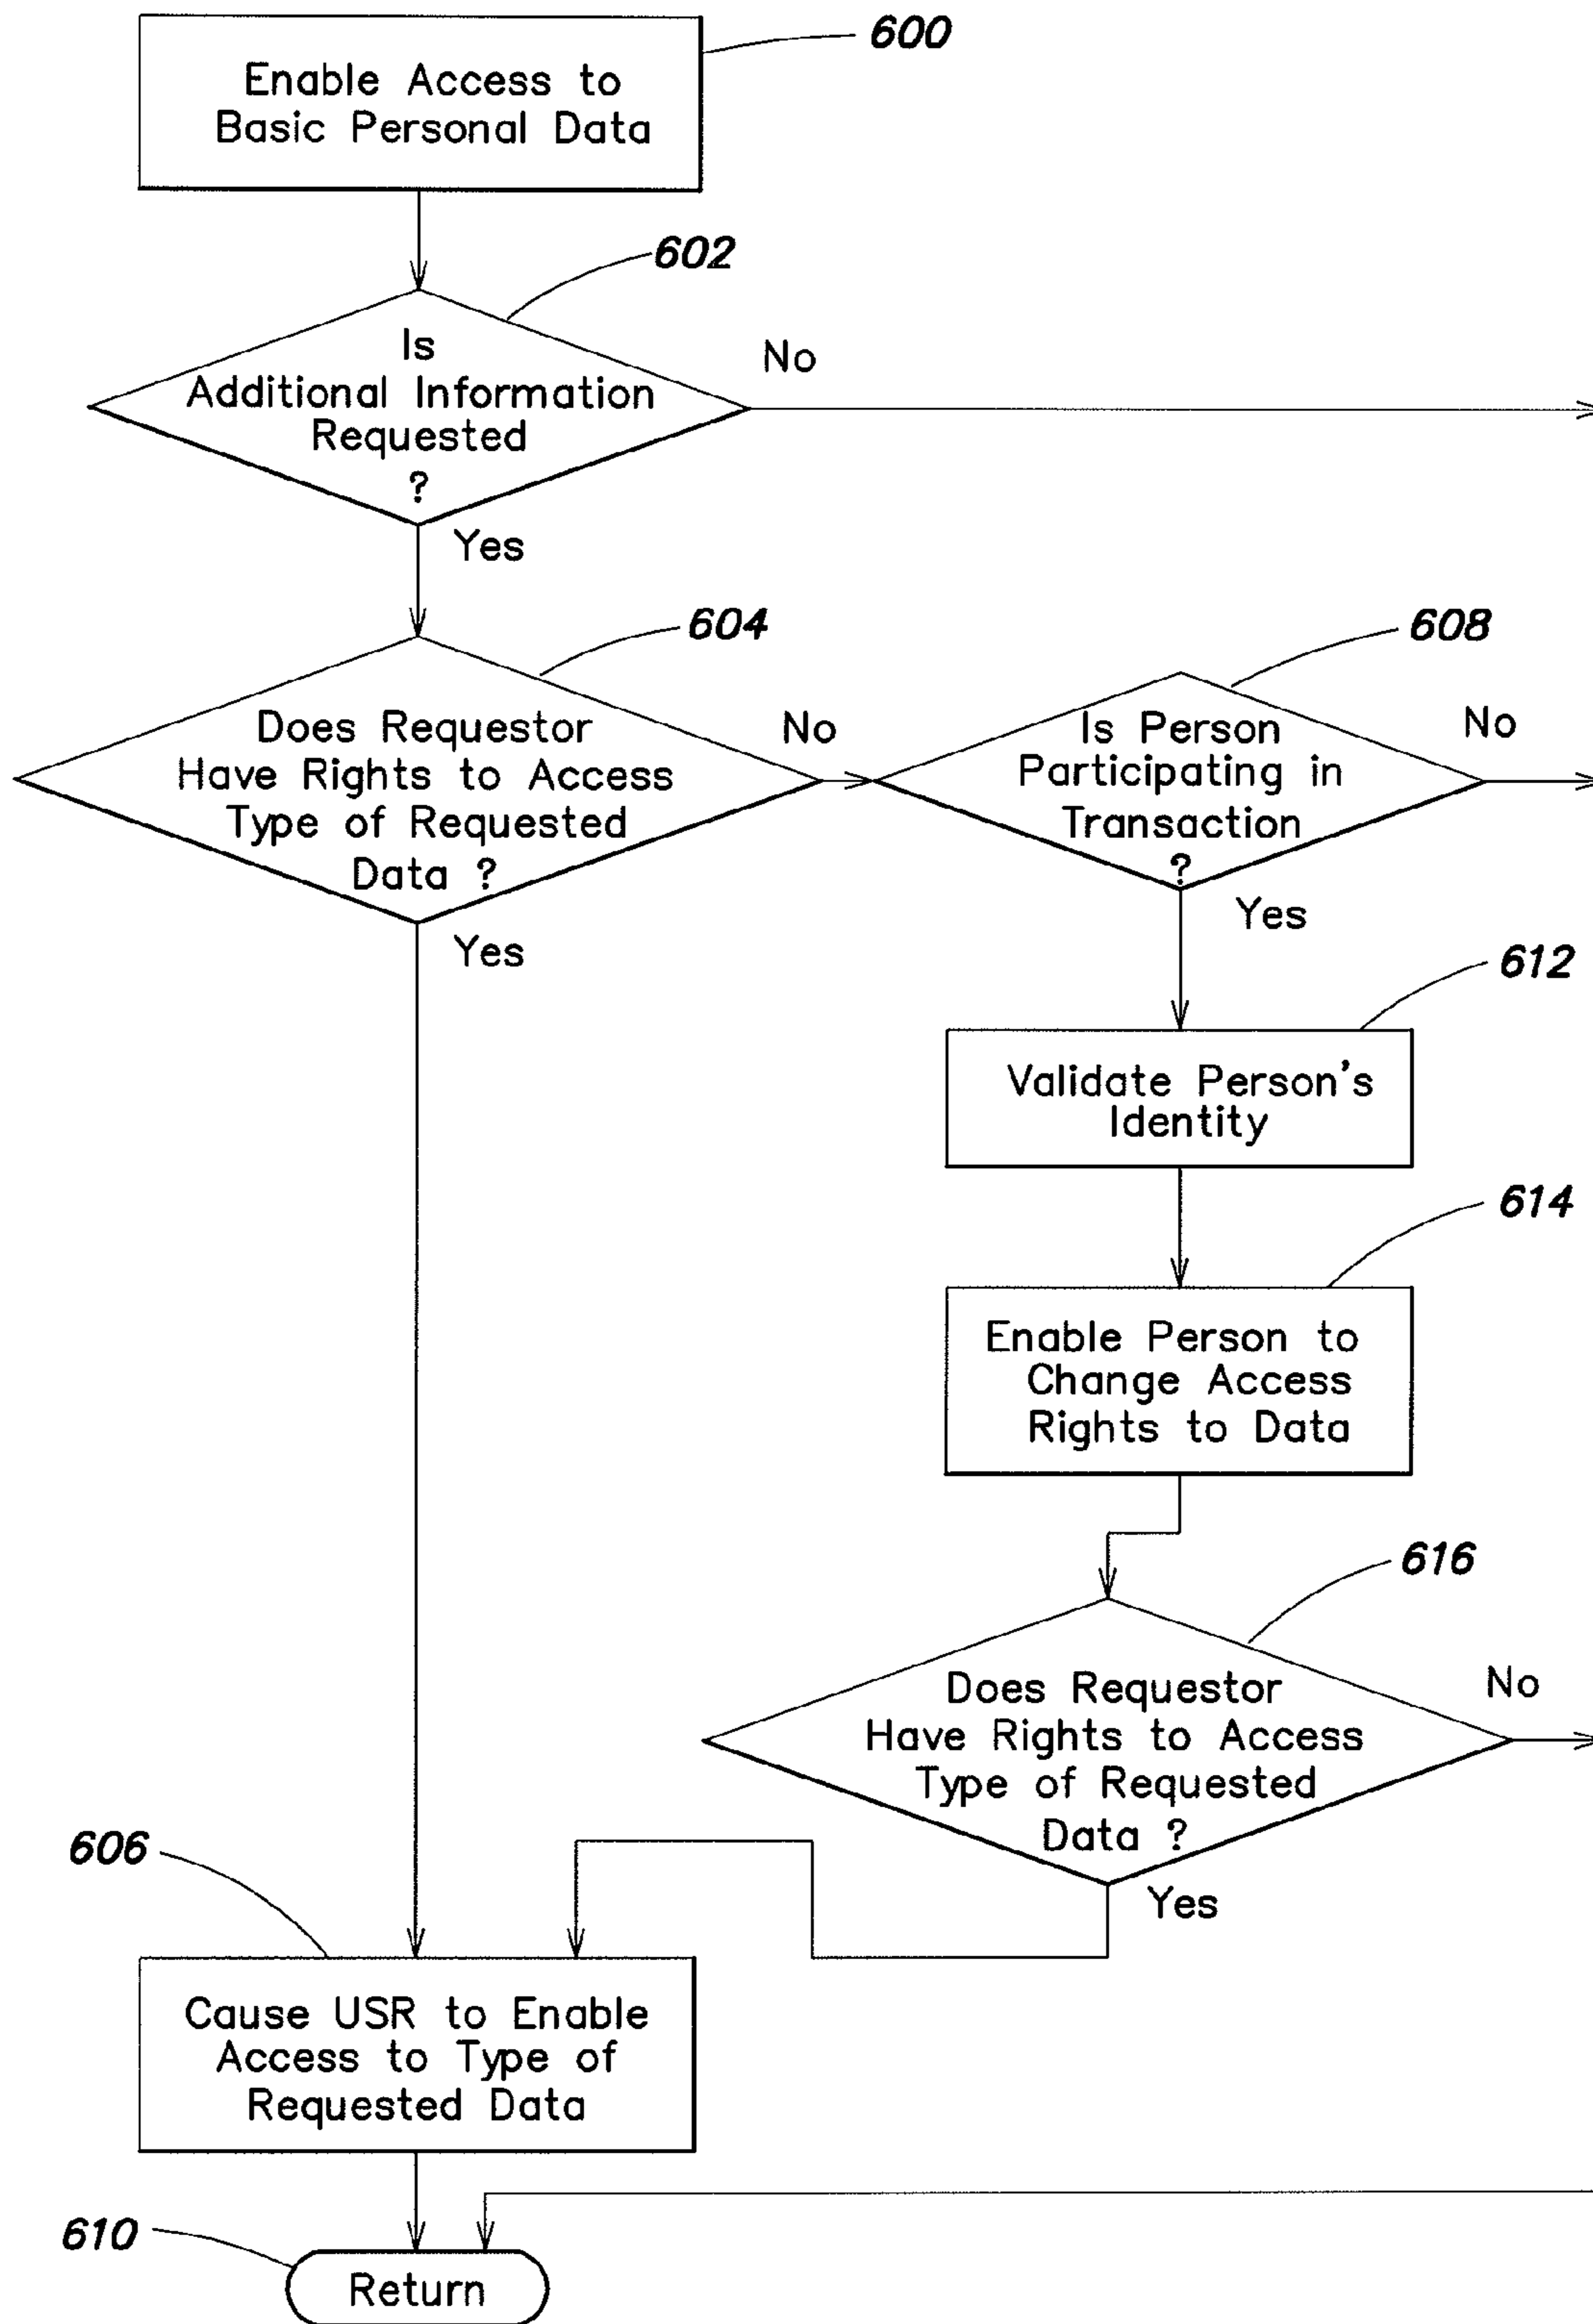 600
Enable Access to
Basic Personal Data
602
Is
Additional Information
Requested
?
No
Yes
604
Does Requestor
Have Rights to Access
Type of Requested
Data ?
No
Yes
608
Is Person
Participating in
Transaction
?
No
Yes
612
Validate Person's
Identity
614
Enable Person to
Change Access
Rights to Data
616
Does Requestor
Have Rights to Access
Type of Requested
Data ?
No
Yes
606
Cause USR to Enable
Access to Type of
Requested Data
610
Return